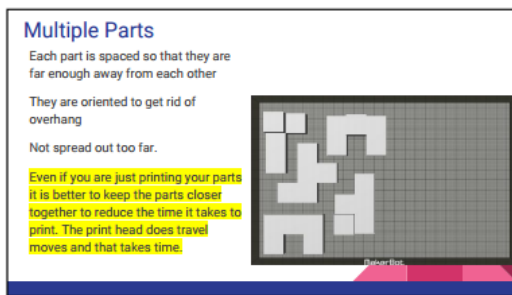 Multiple Parts
Each part is spaced so that they are
far enough away from each other
They are oriented to get rid of
overhang
Not spread out too far.
Even if you are just printing your parts
it is better to keep the parts closer
together to reduce the time it takes to
print. The print head does travel
moves and that takes time.
MakerBot.